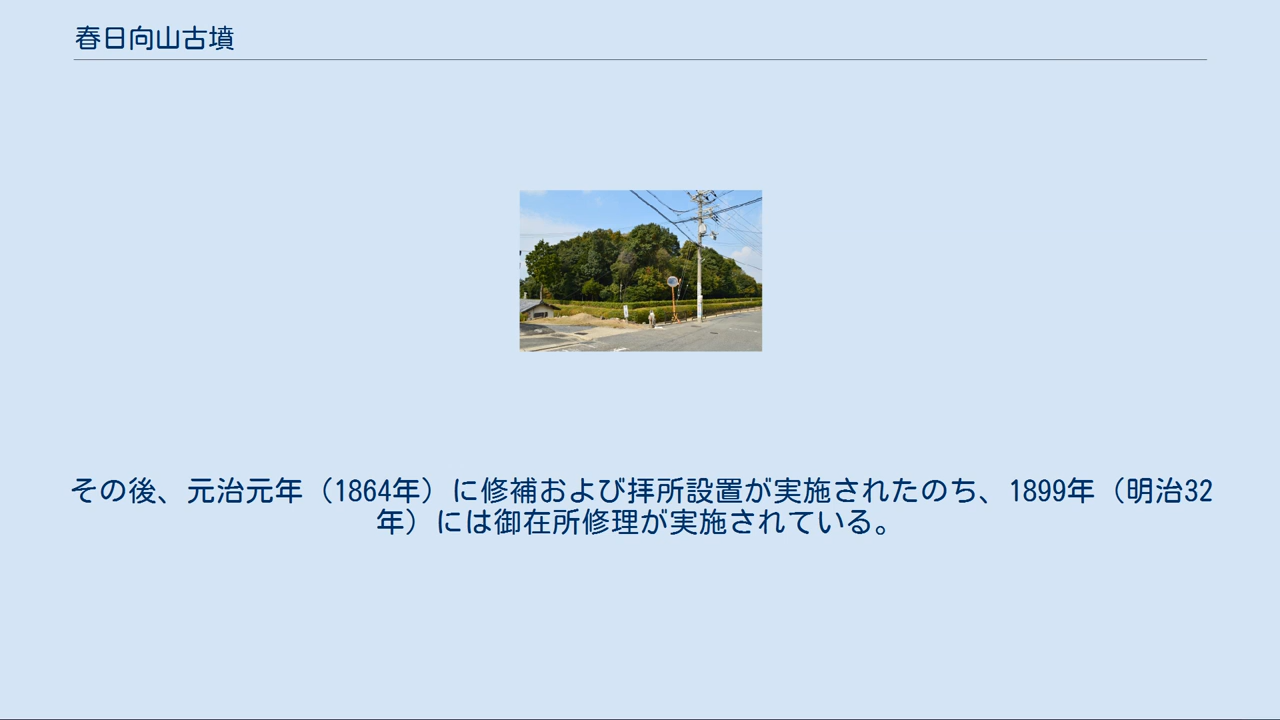 春日向山古墳
その後、元治元年（1864年）に修補および拝所設置が実施されたのち、1899年（明治32
年）には御在所修理が実施されている。